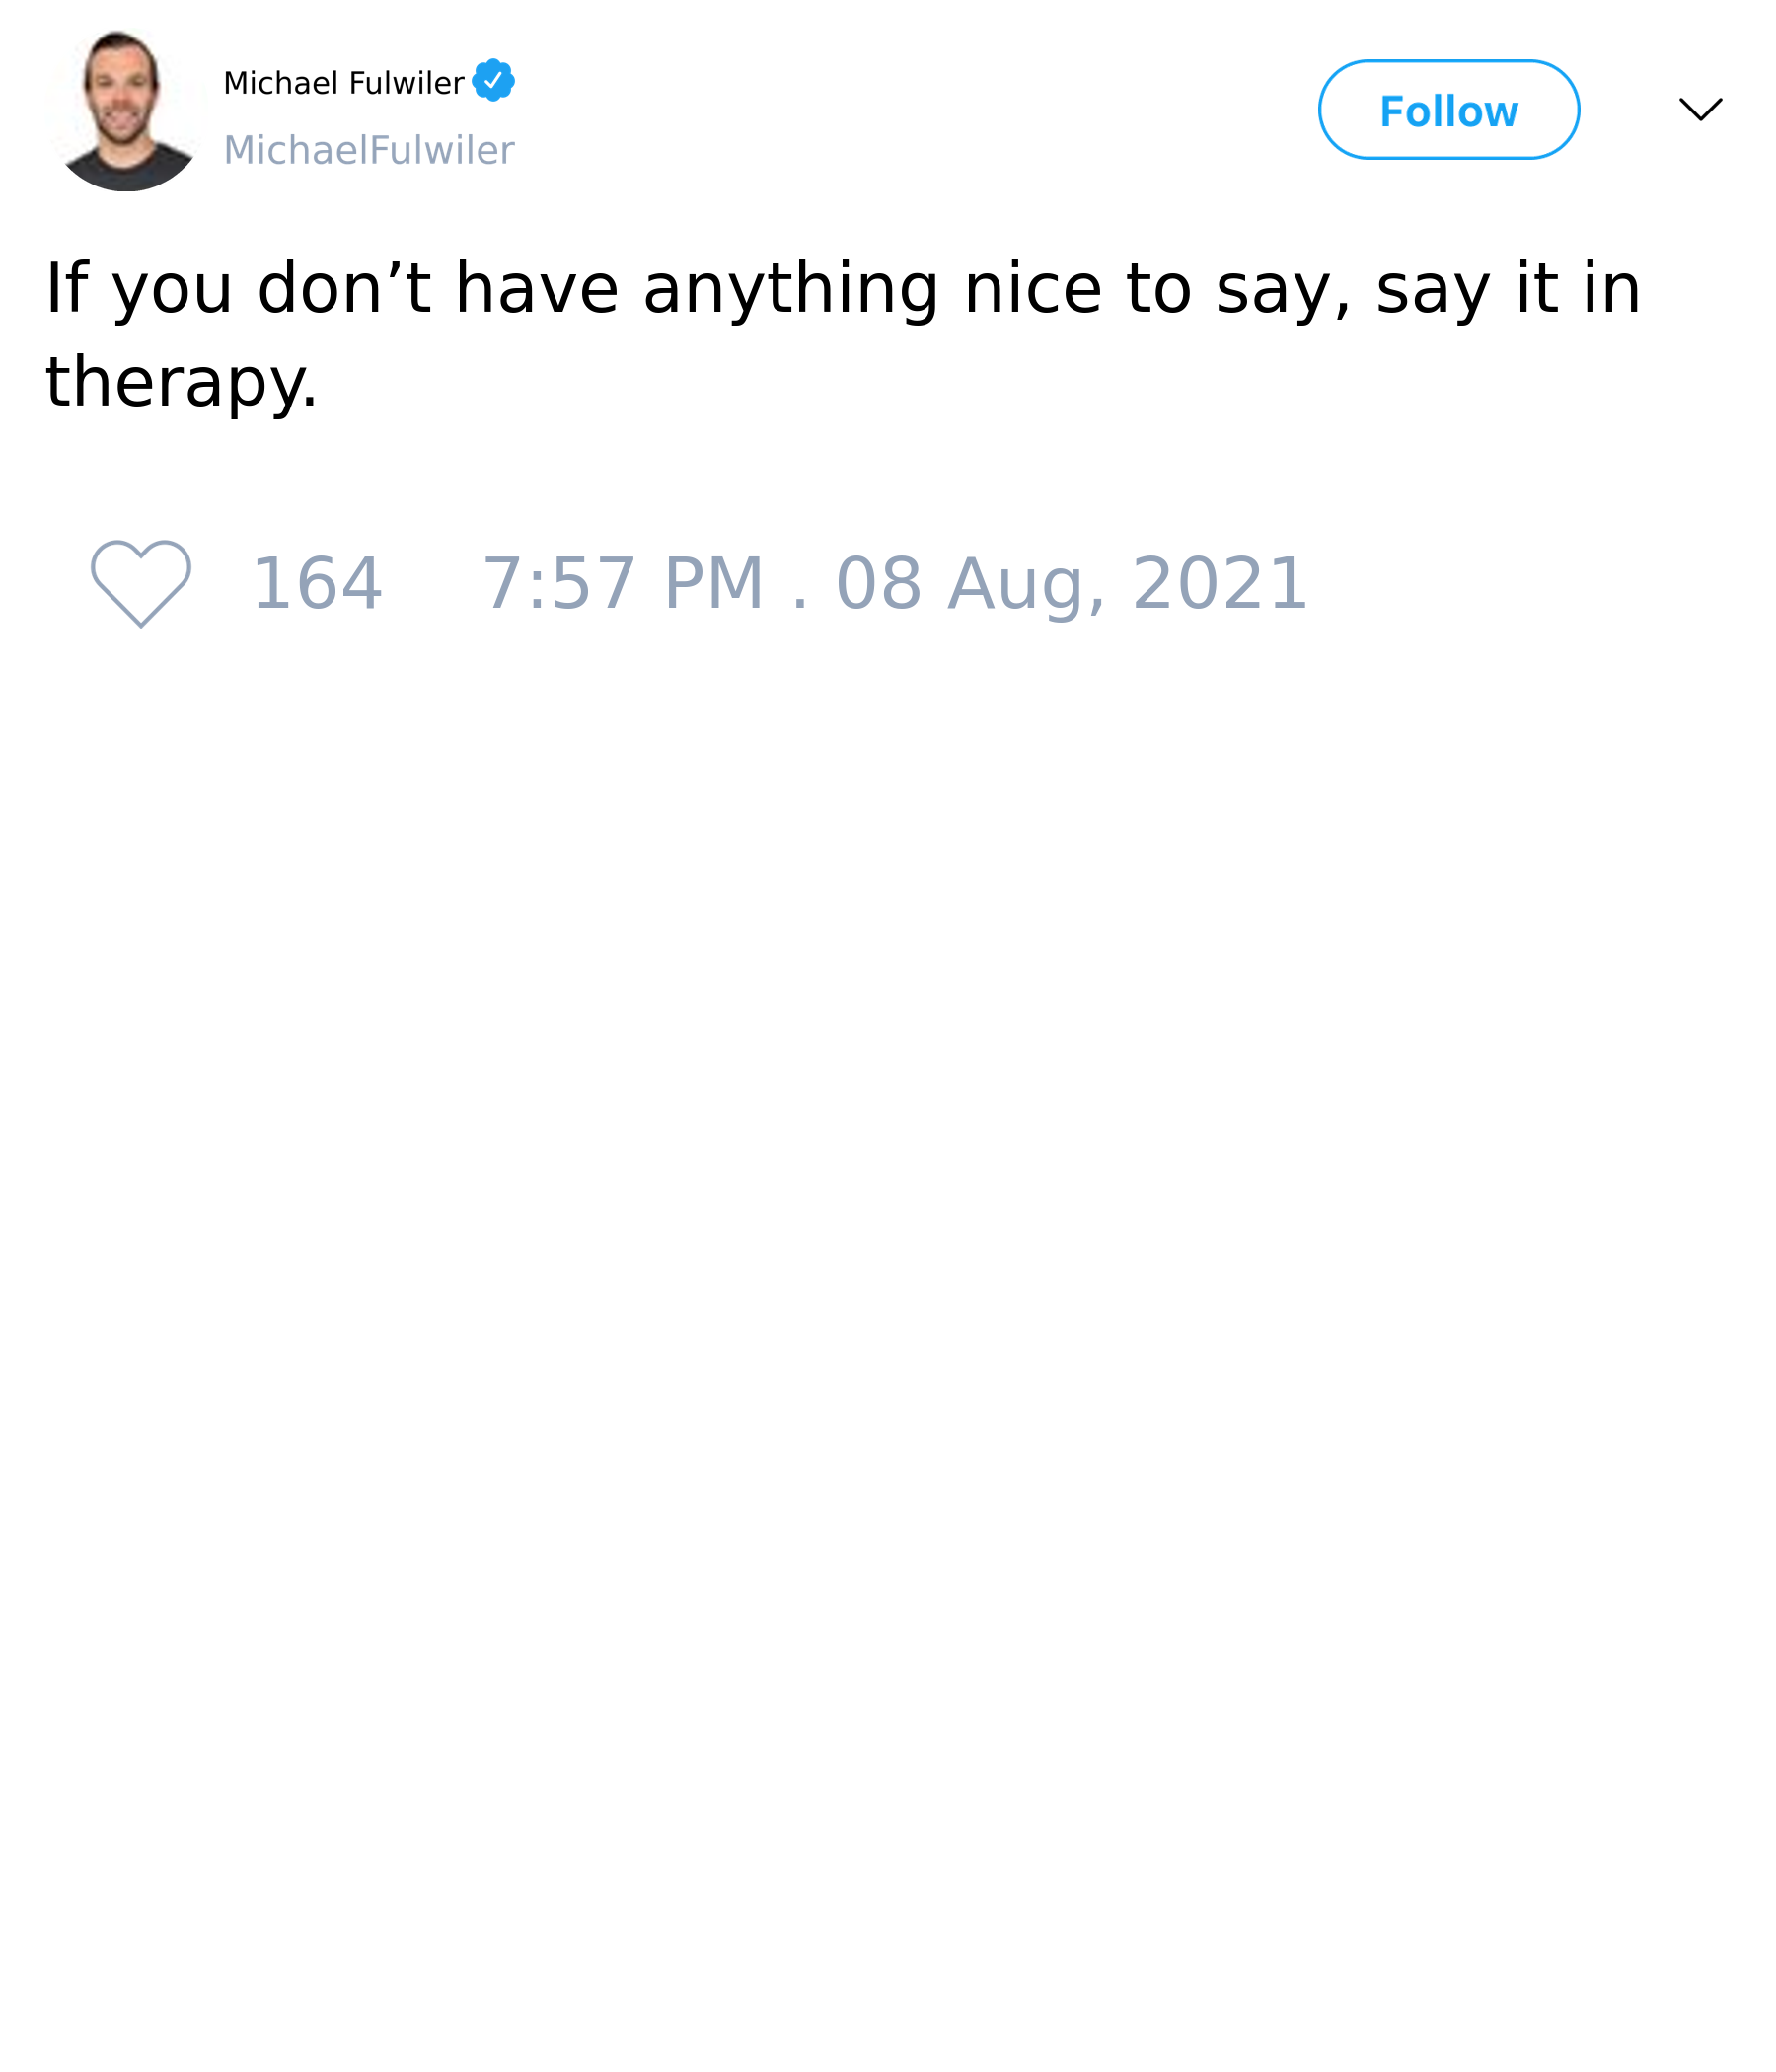 Michael Fulwiler
MichaelFulwiler
Follow
If you don’t have anything nice to say, say it in
therapy.
164 7:57 PM . 08 Aug, 2021